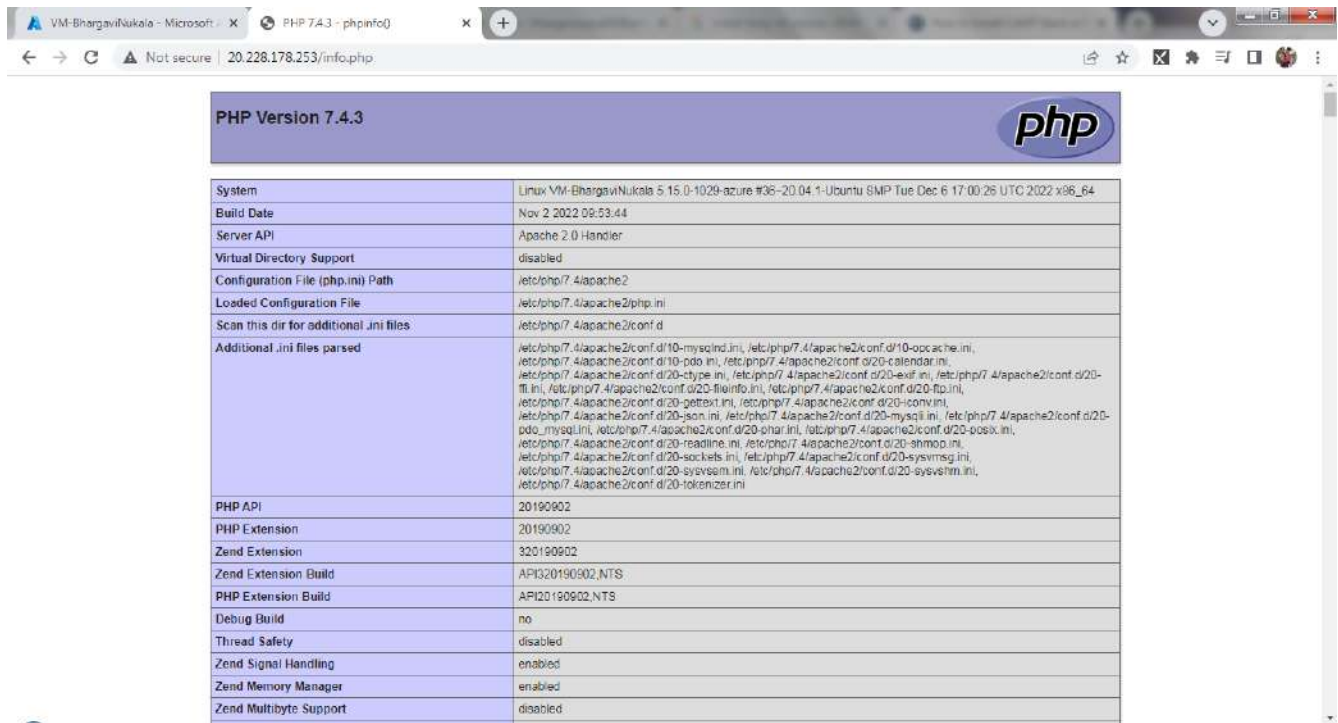 VM-BhargaviNukala - Microsoft
PHP 7.4.3 - phpinfo()
Not secure
20.228.178.253/info.php
PHP Version 7.4.3
php
System Linux VM-BhargaviNukala 5.15.0-1029-azure #36~20.04.1-Ubuntu SMP Tue Dec 6 17:00:26 UTC 2022 x86_64
Build Date Nov 2 2022 09:53:44
Server API Apache 2.0 Handler
Virtual Directory Support disabled
Configuration File (php.ini) Path /etc/php/7.4/apache2
Loaded Configuration File /etc/php/7.4/apache2/php.ini
Scan this dir for additional .ini files /etc/php/7.4/apache2/conf.d
Additional .ini files parsed /etc/php/7.4/apache2/conf.d/10-mysqlnd.ini, /etc/php/7.4/apache2/conf.d/10-opcache.ini,
/etc/php/7.4/apache2/conf.d/10-pdo.ini, /etc/php/7.4/apache2/conf.d/20-calendar.ini,
/etc/php/7.4/apache2/conf.d/20-ctype.ini, /etc/php/7.4/apache2/conf.d/20-exif.ini, /etc/php/7.4/apache2/conf.d/20-
ffi.ini, /etc/php/7.4/apache2/conf.d/20-fileinfo.ini, /etc/php/7.4/apache2/conf.d/20-ftp.ini,
/etc/php/7.4/apache2/conf.d/20-gettext.ini, /etc/php/7.4/apache2/conf.d/20-iconv.ini,
/etc/php/7.4/apache2/conf.d/20-json.ini, /etc/php/7.4/apache2/conf.d/20-mysqli.ini, /etc/php/7.4/apache2/conf.d/20-
pdo_mysql.ini, /etc/php/7.4/apache2/conf.d/20-phar.ini, /etc/php/7.4/apache2/conf.d/20-posix.ini,
/etc/php/7.4/apache2/conf.d/20-readline.ini, /etc/php/7.4/apache2/conf.d/20-shmop.ini,
/etc/php/7.4/apache2/conf.d/20-sockets.ini, /etc/php/7.4/apache2/conf.d/20-sysvmsg.ini,
/etc/php/7.4/apache2/conf.d/20-sysvsem.ini, /etc/php/7.4/apache2/conf.d/20-sysvshm.ini,
/etc/php/7.4/apache2/conf.d/20-tokenizer.ini
PHP API 20190902
PHP Extension 20190902
Zend Extension 320190902
Zend Extension Build API320190902,NTS
PHP Extension Build API20190902,NTS
Debug Build no
Thread Safety disabled
Zend Signal Handling enabled
Zend Memory Manager enabled
Zend Multibyte Support disabled